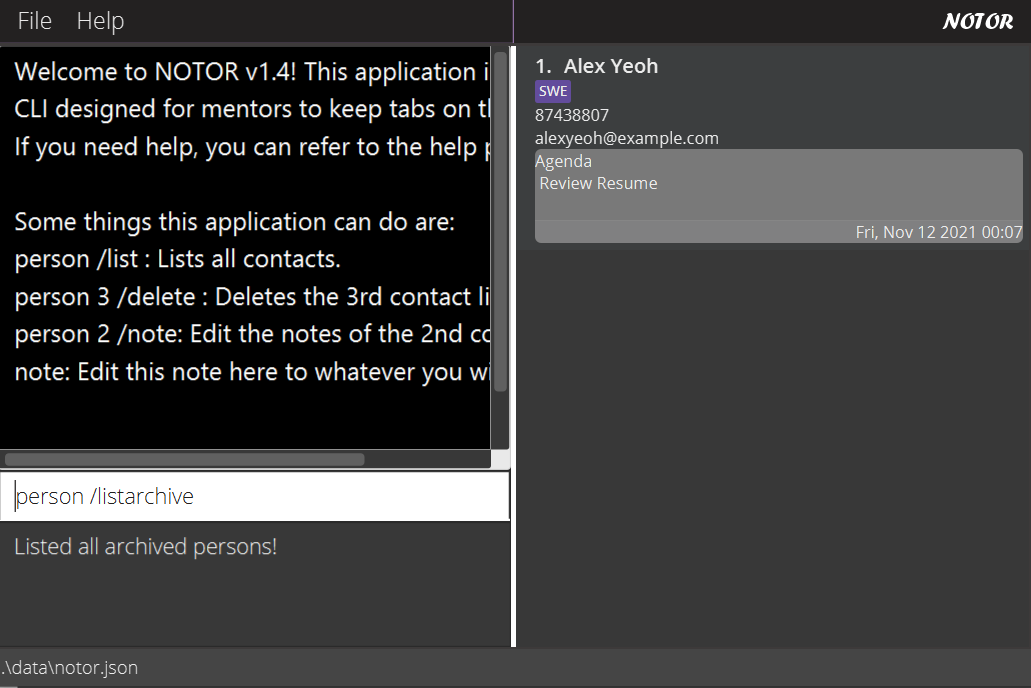 File Help
NOTOR
Welcome to NOTOR v1.4! This application i
CLI designed for mentors to keep tabs on t
If you need help, you can refer to the help
Some things this application can do are:
person /list : Lists all contacts.
person 3 /delete : Deletes the 3rd contact li
person 2 /note: Edit the notes of the 2nd co
note: Edit this note here to whatever you wi
person /listarchive
Listed all archived persons!
1. Alex Yeoh
SWE
87438807
alexyeoh@example.com
Agenda
Review Resume
Fri, Nov 12 2021 00:07
.\data\notor.json